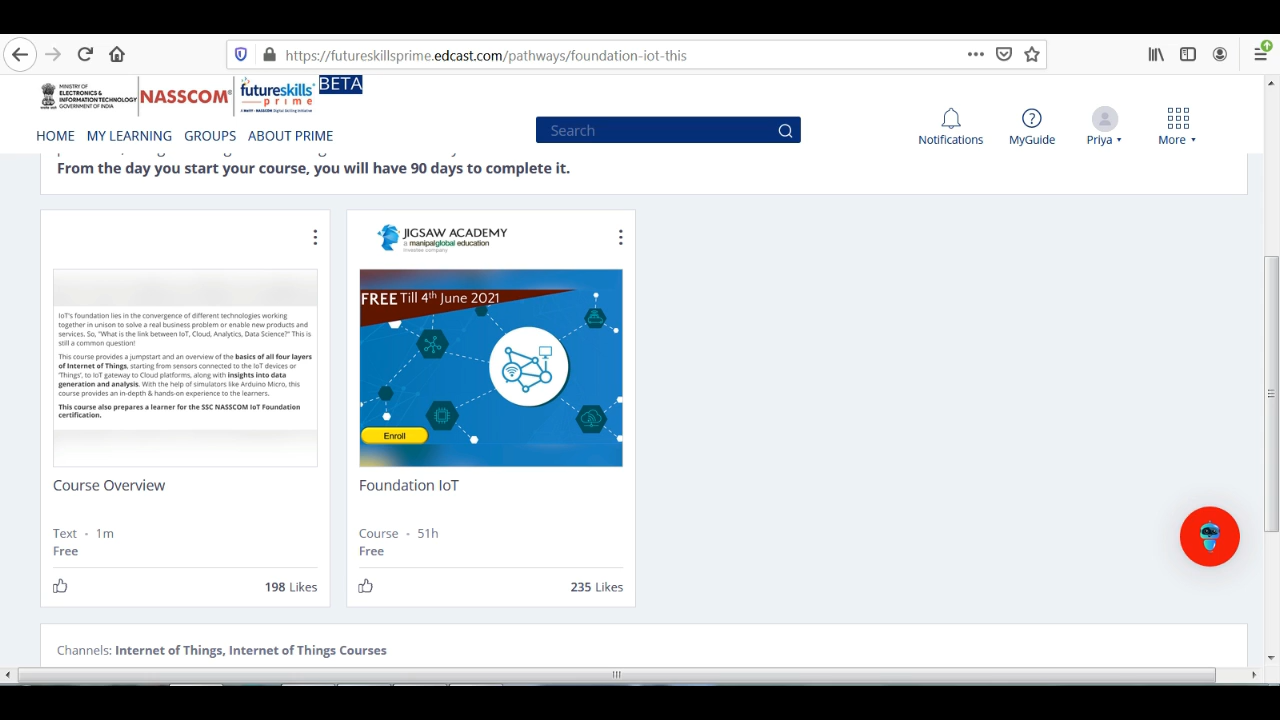 https://futureskillsprime.edcast.com/pathways/foundation-iot-this
MINISTRY OF
ELECTRONICS &
INFORMATION TECHNOLOGY
GOVERNMENT OF INDIA
NASSCOM®
futureskills
prime
A MeitY - NASSCOM Digital Skilling Initiative
BETA
HOME MY LEARNING GROUPS ABOUT PRIME
Search
Notifications
MyGuide
Priya
More
From the day you start your course, you will have 90 days to complete it.
IoT's foundation lies in the convergence of different technologies working
together in unison to solve a real business problem or enable new products and
services. So, "What is the link between IoT, Cloud, Analytics, Data Science?" This is
still a common question!
This course provides a jumpstart and an overview of the basics of all four layers
of Internet of Things, starting from sensors connected to the IoT devices or
'Things', to IoT gateway to Cloud platforms, along with insights into data
generation and analysis. With the help of simulators like Arduino Micro, this
course provides an in-depth & hands-on experience to the learners.
This course also prepares a learner for the SSC NASSCOM IoT Foundation
certification.
Course Overview
Text • 1m
Free
198 Likes
JIGSAW ACADEMY
a manipalglobal education
FREE Till 4th June 2021
Enroll
Foundation IoT
Course • 51h
Free
235 Likes
Channels: Internet of Things, Internet of Things Courses